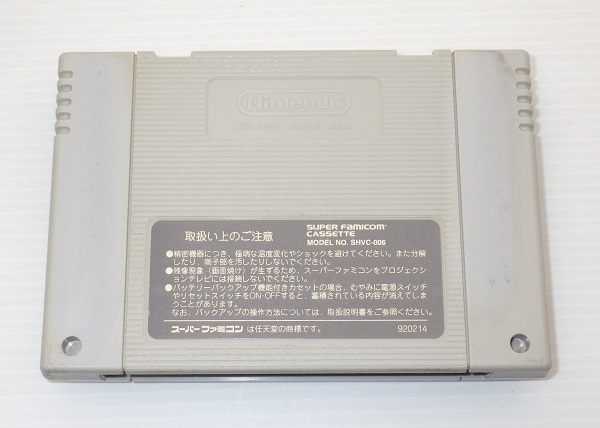 Nintendo
取扱い上のご注意
SUPER FAMICOM
CASSETTE
MODEL NO. SHVC-006
●精密機器につき、極端な温度変化やショックを避けてください。また分解
したり、端子部を汚したりしないでください。
●残像現象(画面焼け)が生ずるため、スーパーファミコンをプロジェクシ
ョンテレビには接続しないでください。
●バッテリーバックアップ機能付きカセットの場合、むやみに電源スイッチ
やリセットスイッチをON OFFすると、蓄積されている内容が消えてしま
うことがあります。
なお、バックアップの操作方法については、取扱説明書をご参照ください。
スーパーファミコン は任天堂の商標です。
920214